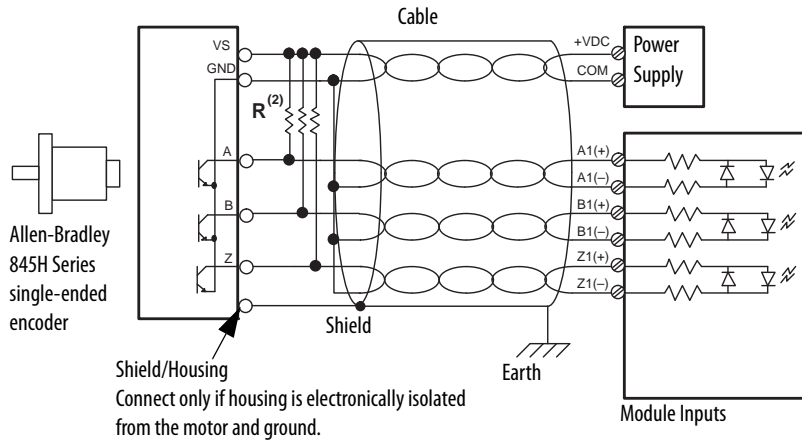 Cable
VS
+VDC
Power
Supply
GND
COM
R(2)
A
A1(+)
A1(–)
B
B1(+)
B1(–)
Z
Z1(+)
Z1(–)
Allen-Bradley
845H Series
single-ended
encoder
Shield
Earth
Shield/Housing
Connect only if housing is electronically isolated
from the motor and ground.
Module Inputs